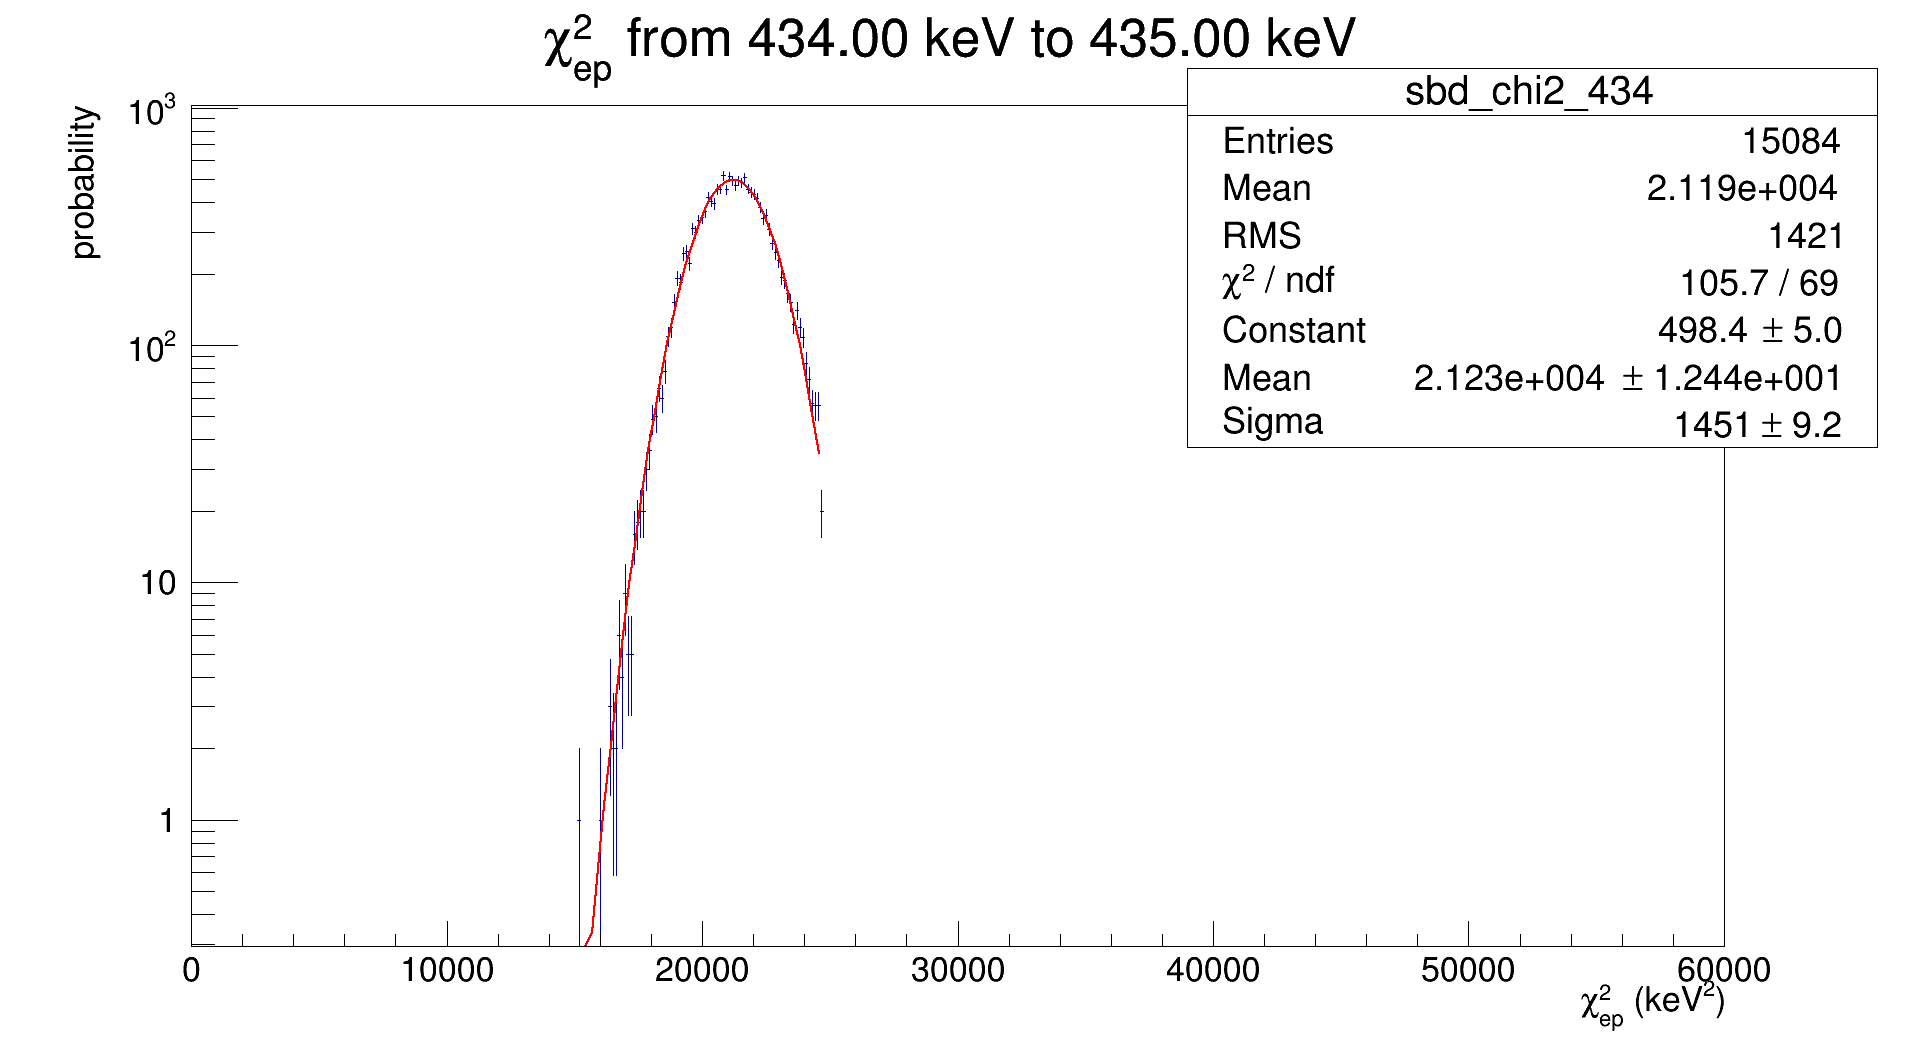 χ²ep from 434.00 keV to 435.00 keV
sbd_chi2_434
Entries 15084
Mean 2.119e+004
RMS 1421
χ² / ndf 105.7 / 69
Constant 498.4 ± 5.0
Mean 2.123e+004 ± 1.244e+001
Sigma 1451 ± 9.2
probability
10³
10²
10
1
0 10000 20000 30000 40000 50000 60000
χ²ep (keV²)